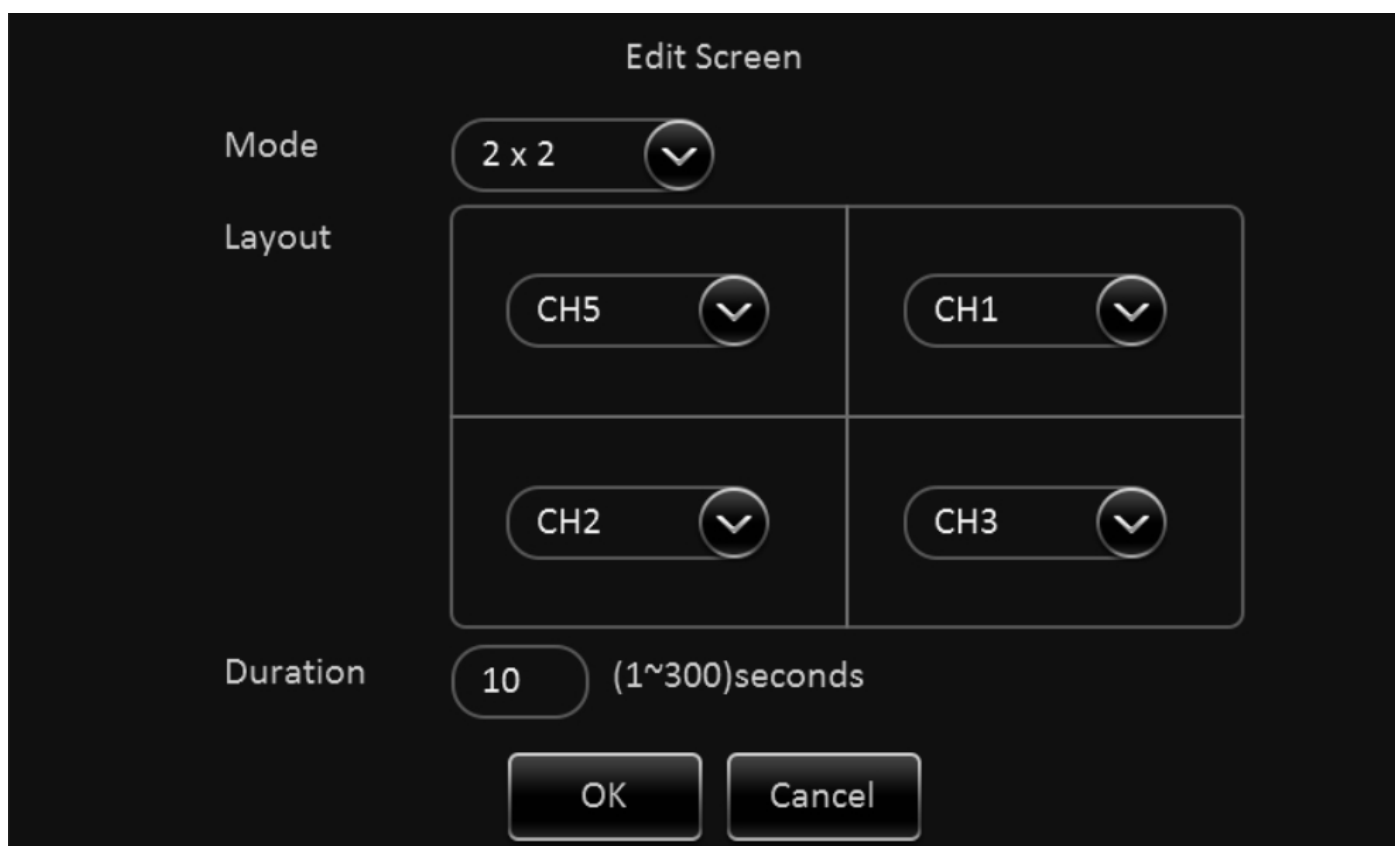 Edit Screen
Mode 2 x 2
Layout
CH5 CH1
CH2 CH3
Duration 10 (1~300)seconds
OK Cancel